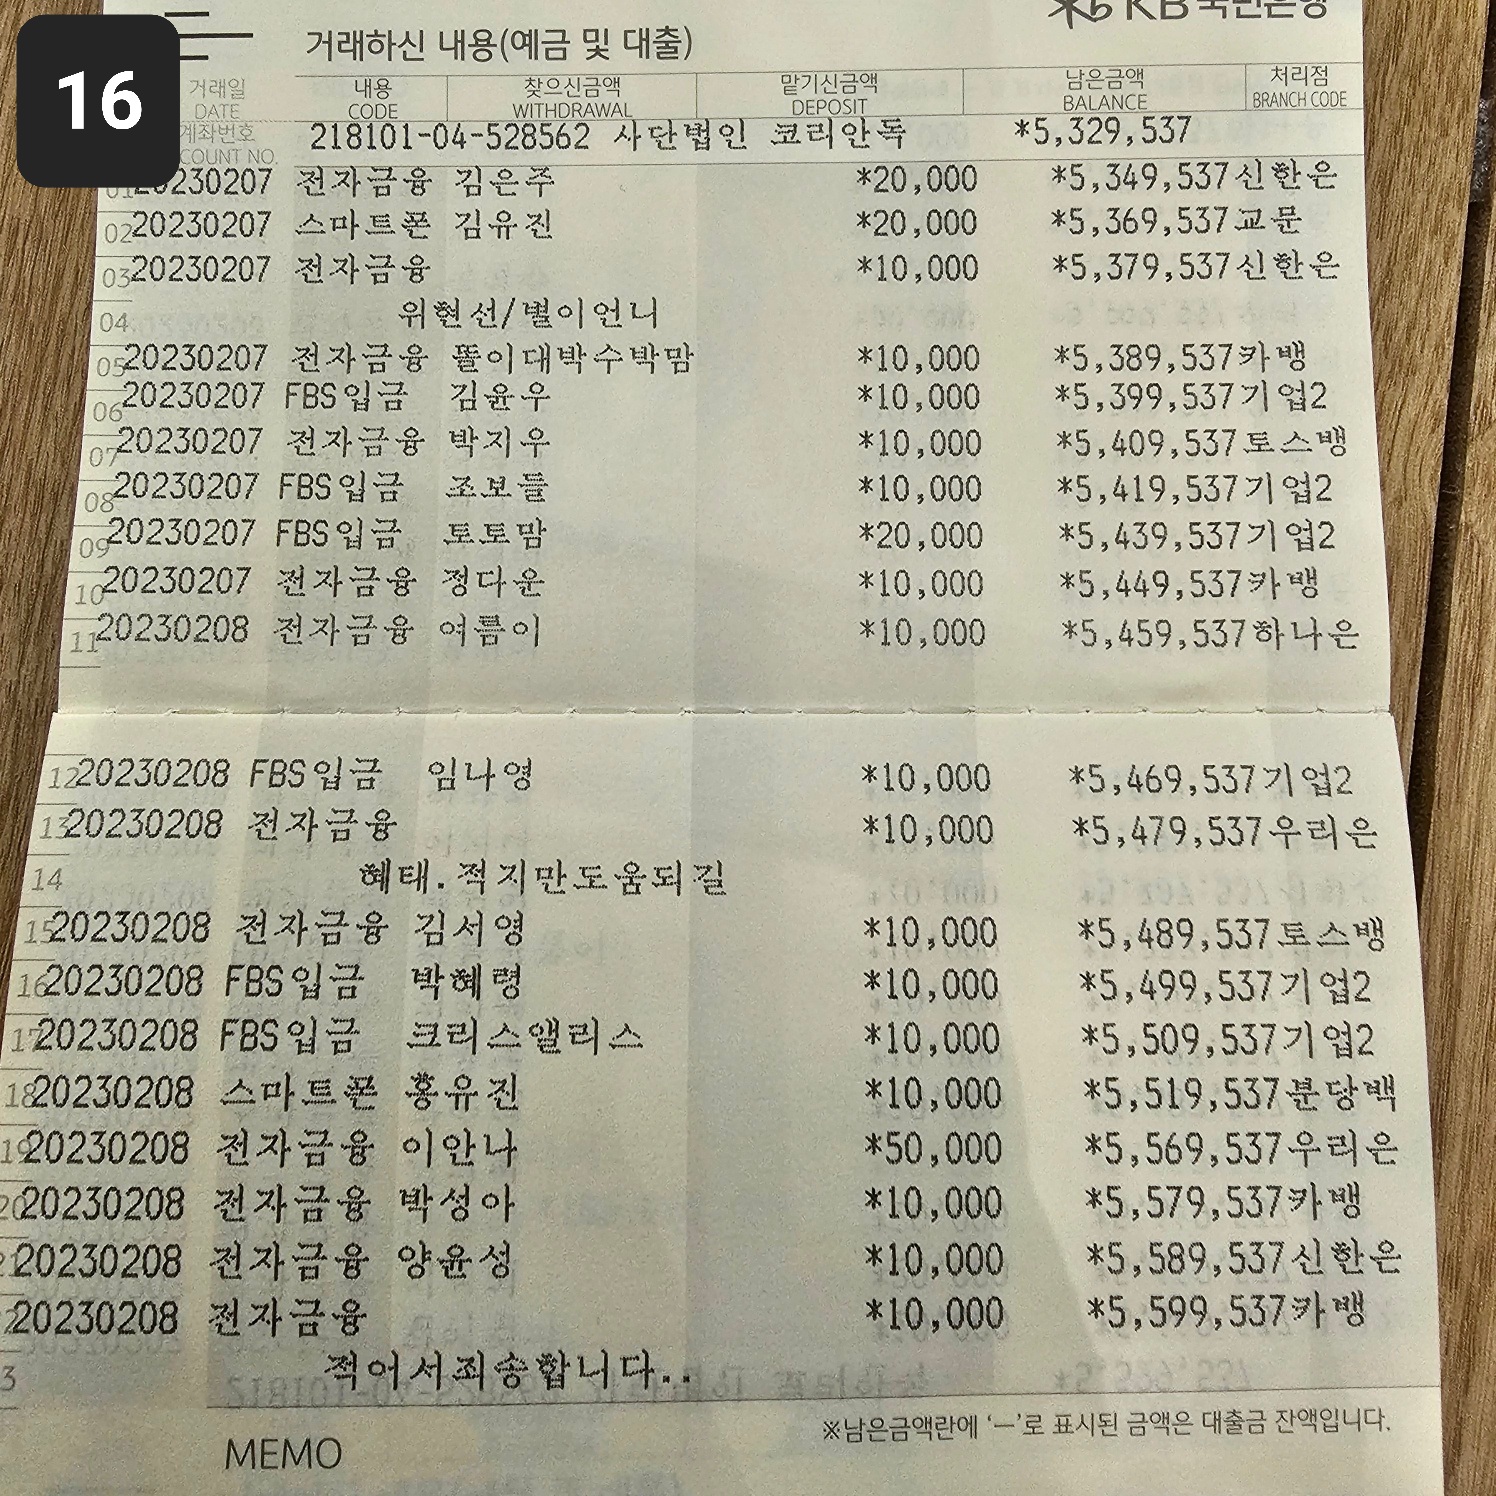 16
KB 국민은행
거래하신 내용(예금 및 대출)
거래일 내용 찾으신금액 맡기신금액 남은금액 처리점
DATE CODE WITHDRAWAL DEPOSIT BALANCE BRANCH CODE
계좌번호 218101-04-528562 사단법인 코리안독 *5,329,537
COUNT NO.
01 20230207 전자금융 김은주 *20,000 *5,349,537 신한은
02 20230207 스마트폰 김유진 *20,000 *5,369,537 교문
03 20230207 전자금융 *10,000 *5,379,537 신한은
04 위현선/별이언니
05 20230207 전자금융 똘이대박수박맘 *10,000 *5,389,537 카뱅
06 20230207 FBS입금 김윤우 *10,000 *5,399,537 기업2
07 20230207 전자금융 박지우 *10,000 *5,409,537 토스뱅
08 20230207 FBS입금 조보들 *10,000 *5,419,537 기업2
09 20230207 FBS입금 토토맘 *20,000 *5,439,537 기업2
10 20230207 전자금융 정다운 *10,000 *5,449,537 카뱅
11 20230208 전자금융 여름이 *10,000 *5,459,537 하나은
12 20230208 FBS입금 임나영 *10,000 *5,469,537 기업2
13 20230208 전자금융 *10,000 *5,479,537 우리은
14 혜태.적지만도움되길
15 20230208 전자금융 김서영 *10,000 *5,489,537 토스뱅
16 20230208 FBS입금 박혜령 *10,000 *5,499,537 기업2
17 20230208 FBS입금 크리스앨리스 *10,000 *5,509,537 기업2
18 20230208 스마트폰 홍유진 *10,000 *5,519,537 분당백
19 20230208 전자금융 이안나 *50,000 *5,569,537 우리은
20 20230208 전자금융 박성아 *10,000 *5,579,537 카뱅
20230208 전자금융 양윤성 *10,000 *5,589,537 신한은
20230208 전자금융 *10,000 *5,599,537 카뱅
3 적어서죄송합니다..
※남은금액란에 ‘—’로 표시된 금액은 대출금 잔액입니다.
MEMO